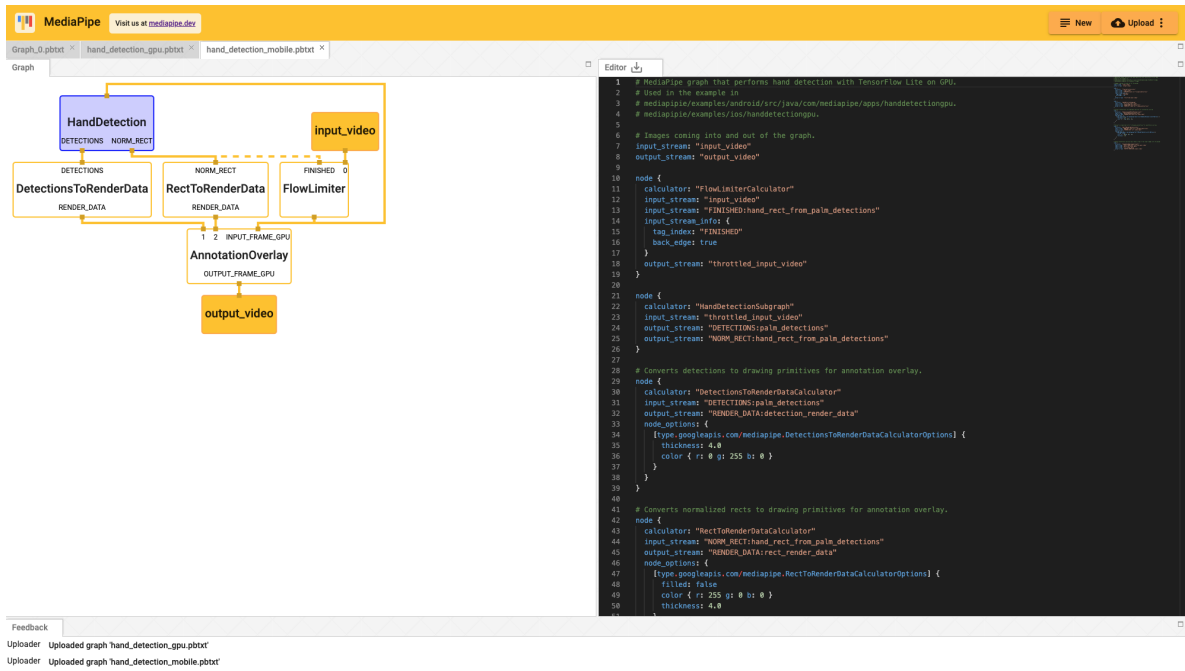 MediaPipe
Visit us at mediapipe.dev
New
Upload
Graph_0.pbtxt ×
hand_detection_gpu.pbtxt ×
hand_detection_mobile.pbtxt ×
Graph
HandDetection
DETECTIONS NORM_RECT
input_video
DETECTIONS
DetectionsToRenderData
RENDER_DATA
NORM_RECT
RectToRenderData
RENDER_DATA
FINISHED 0
FlowLimiter
1 2 INPUT_FRAME_GPU
AnnotationOverlay
OUTPUT_FRAME_GPU
output_video
Editor
1 # MediaPipe graph that performs hand detection with TensorFlow Lite on GPU.
2 # Used in the example in
3 # mediapipie/examples/android/src/java/com/mediapipe/apps/handdetectiongpu.
4 # mediapipie/examples/ios/handdetectiongpu.
5
6 # Images coming into and out of the graph.
7 input_stream: "input_video"
8 output_stream: "output_video"
9
10 node {
11 calculator: "FlowLimiterCalculator"
12 input_stream: "input_video"
13 input_stream: "FINISHED:hand_rect_from_palm_detections"
14 input_stream_info: {
15 tag_index: "FINISHED"
16 back_edge: true
17 }
18 output_stream: "throttled_input_video"
19 }
20
21 node {
22 calculator: "HandDetectionSubgraph"
23 input_stream: "throttled_input_video"
24 output_stream: "DETECTIONS:palm_detections"
25 output_stream: "NORM_RECT:hand_rect_from_palm_detections"
26 }
27
28 # Converts detections to drawing primitives for annotation overlay.
29 node {
30 calculator: "DetectionsToRenderDataCalculator"
31 input_stream: "DETECTIONS:palm_detections"
32 output_stream: "RENDER_DATA:detection_render_data"
33 node_options: {
34 [type.googleapis.com/mediapipe.DetectionsToRenderDataCalculatorOptions] {
35 thickness: 4.0
36 color { r: 0 g: 255 b: 0 }
37 }
38 }
39 }
40
41 # Converts normalized rects to drawing primitives for annotation overlay.
42 node {
43 calculator: "RectToRenderDataCalculator"
44 input_stream: "NORM_RECT:hand_rect_from_palm_detections"
45 output_stream: "RENDER_DATA:rect_render_data"
46 node_options: {
47 [type.googleapis.com/mediapipe.RectToRenderDataCalculatorOptions] {
48 filled: false
49 color { r: 255 g: 0 b: 0 }
50 thickness: 4.0
Feedback
Uploader Uploaded graph 'hand_detection_gpu.pbtxt'
Uploader Uploaded graph 'hand_detection_mobile.pbtxt'